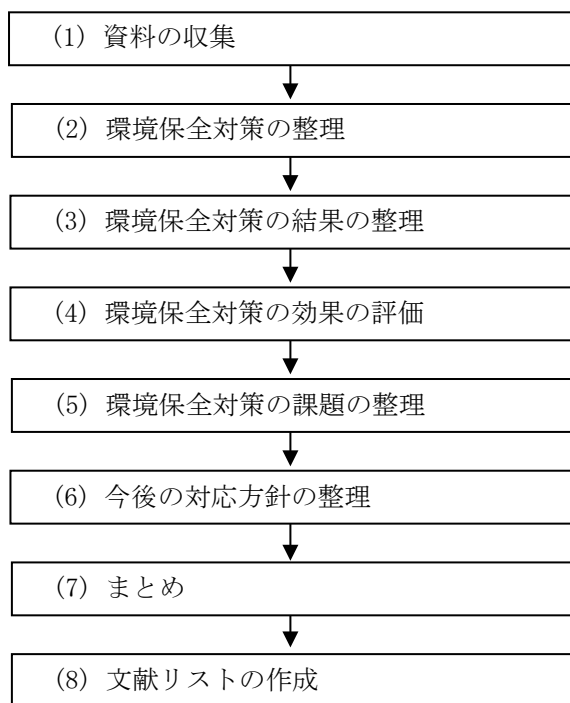 (1) 資料の収集
(2) 環境保全対策の整理
(3) 環境保全対策の結果の整理
(4) 環境保全対策の効果の評価
(5) 環境保全対策の課題の整理
(6) 今後の対応方針の整理
(7) まとめ
(8) 文献リストの作成